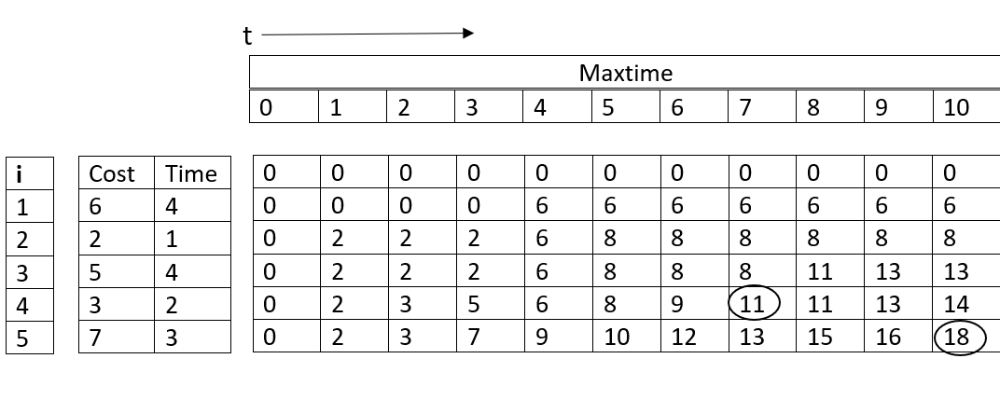 t
Maxtime
0 1 2 3 4 5 6 7 8 9 10
i Cost Time 0 0 0 0 0 0 0 0 0 0 0
1 6 4 0 0 0 0 6 6 6 6 6 6 6
2 2 1 0 2 2 2 6 8 8 8 8 8 8
3 5 4 0 2 2 2 6 8 8 8 11 13 13
4 3 2 0 2 3 5 6 8 9 11 11 13 14
5 7 3 0 2 3 7 9 10 12 13 15 16 18